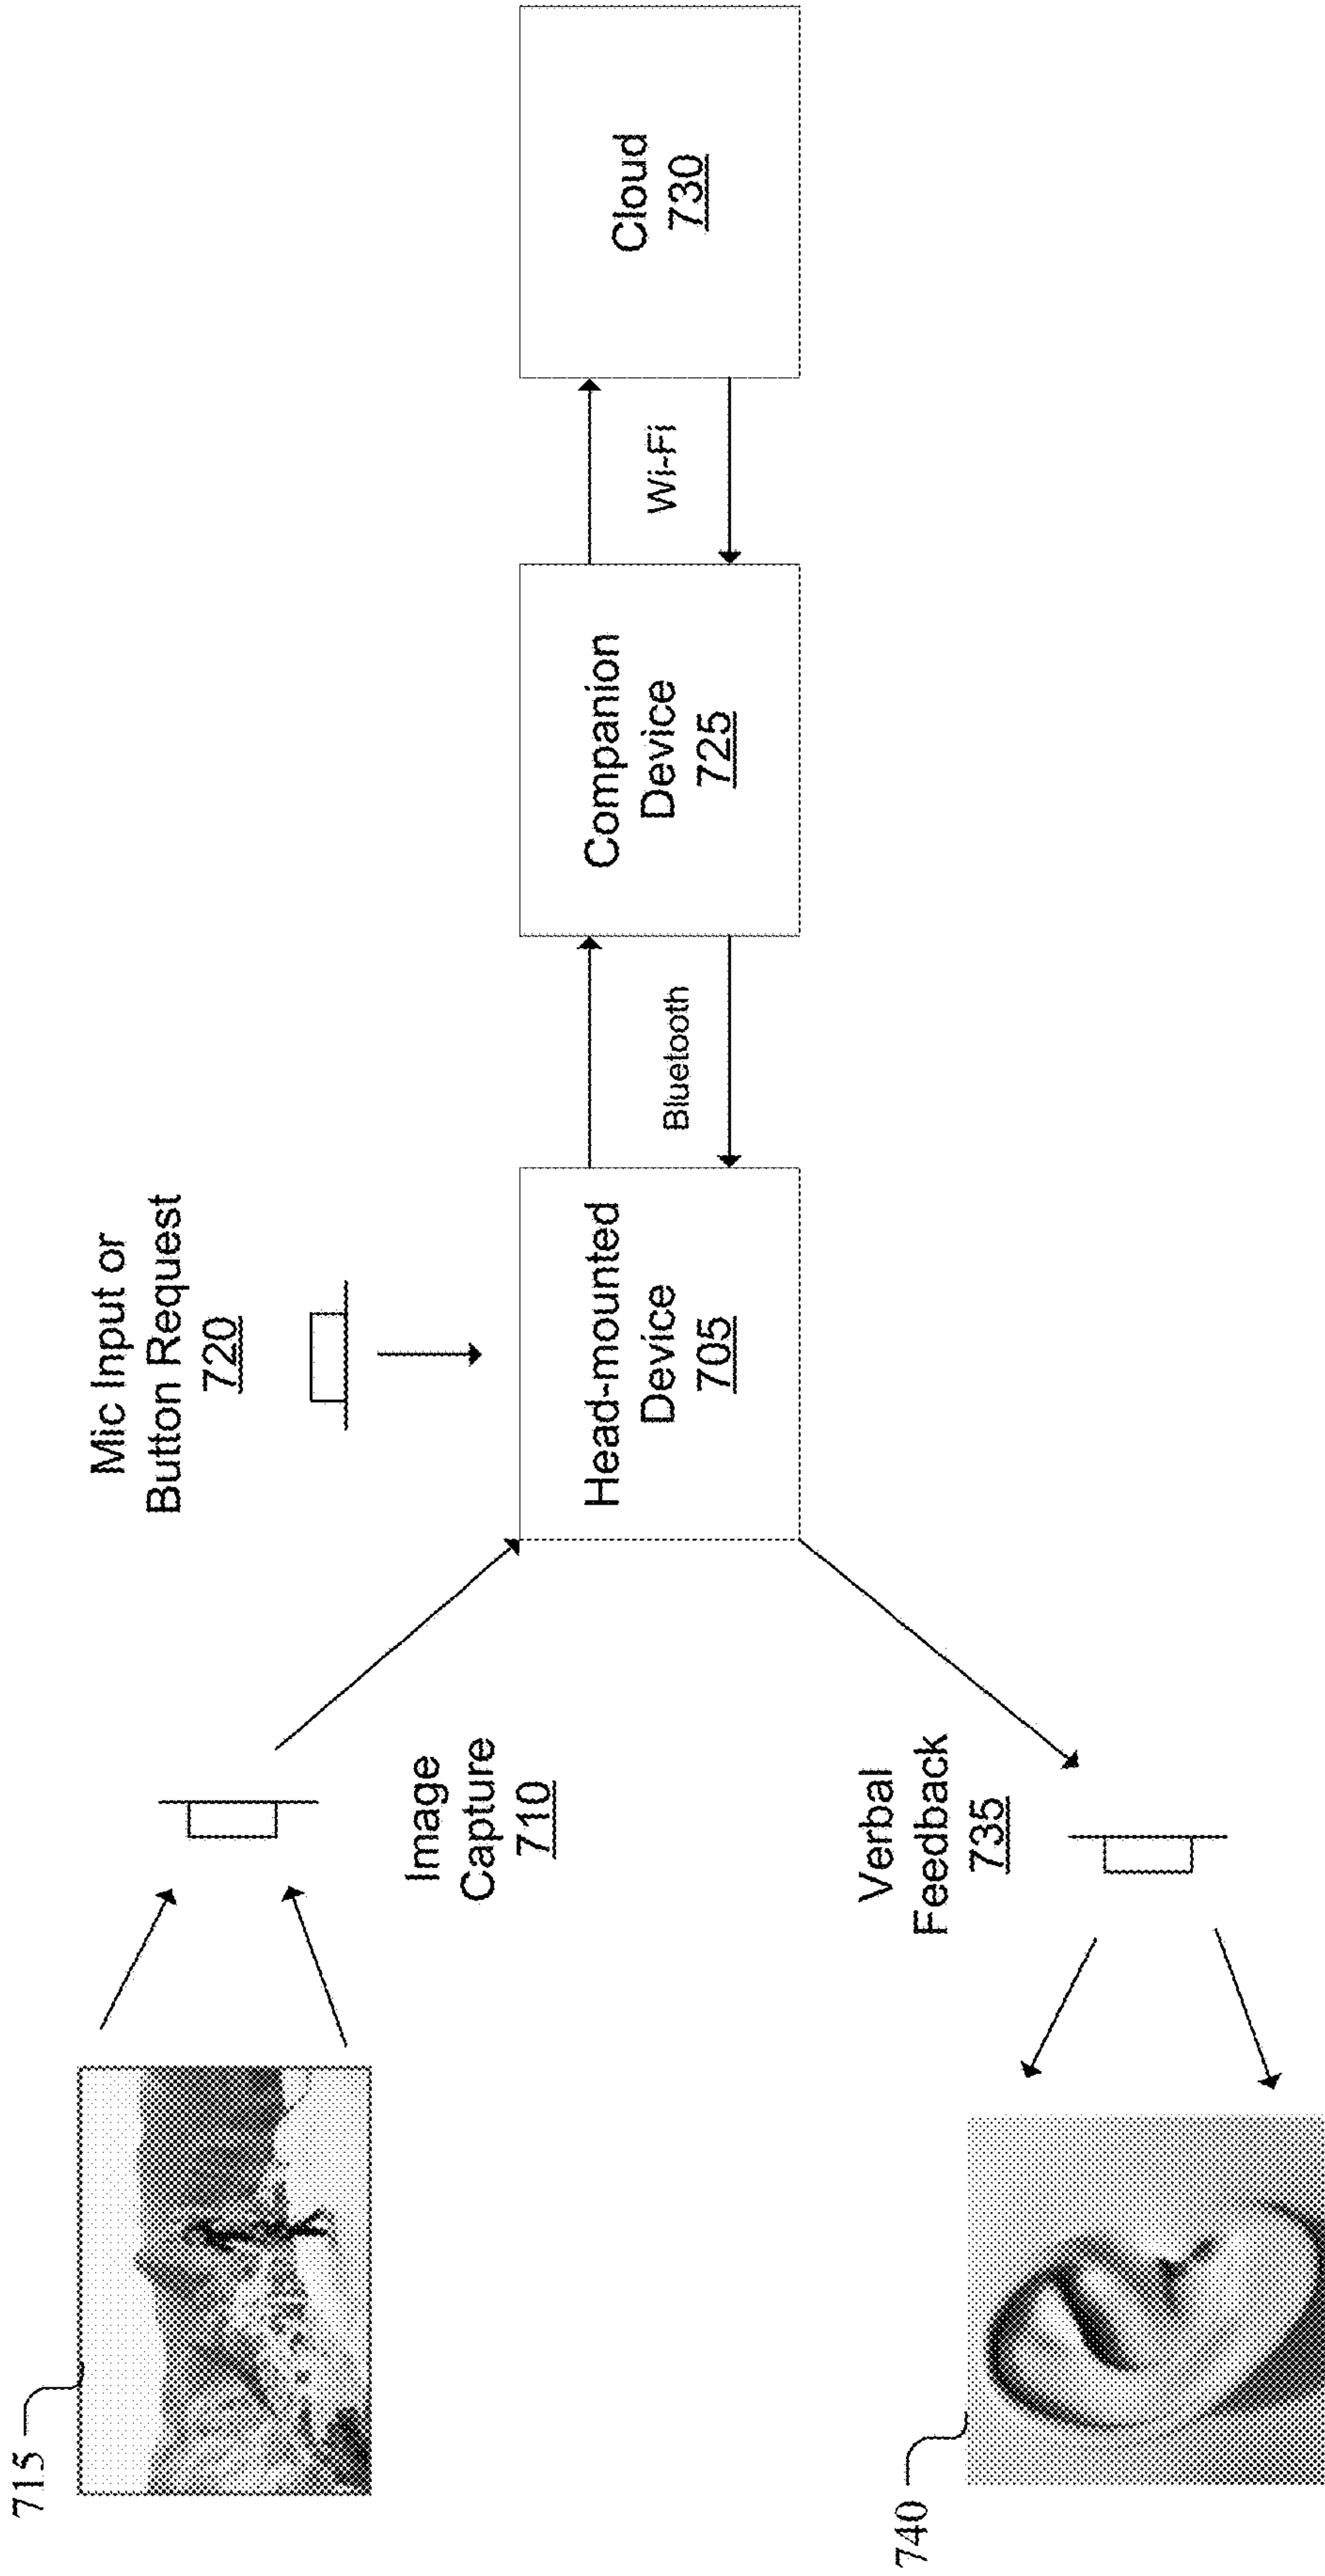 715
Image
Capture
710
Mic Input or
Button Request
720
Head-mounted
Device
705
Bluetooth
Companion
Device
725
Wi-Fi
Cloud
730
Verbal
Feedback
735
740